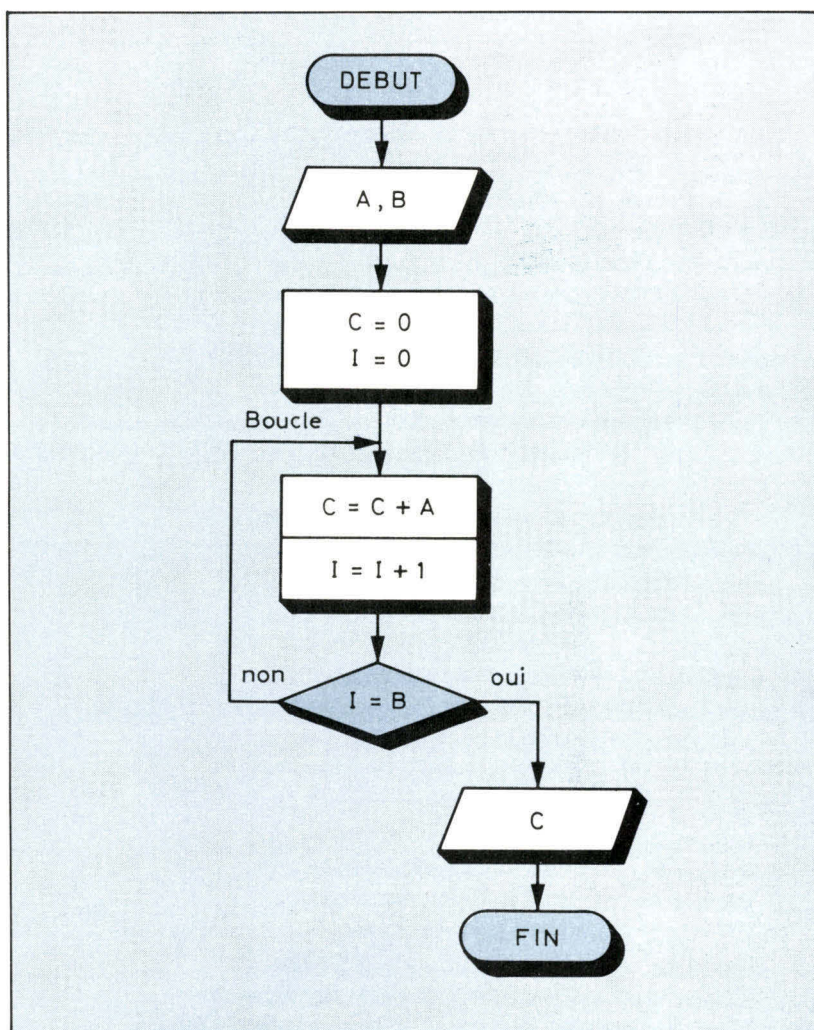 DEBUT
A, B
C = 0
I = 0
Boucle
C = C + A
I = I + 1
non
I = B
oui
C
FIN